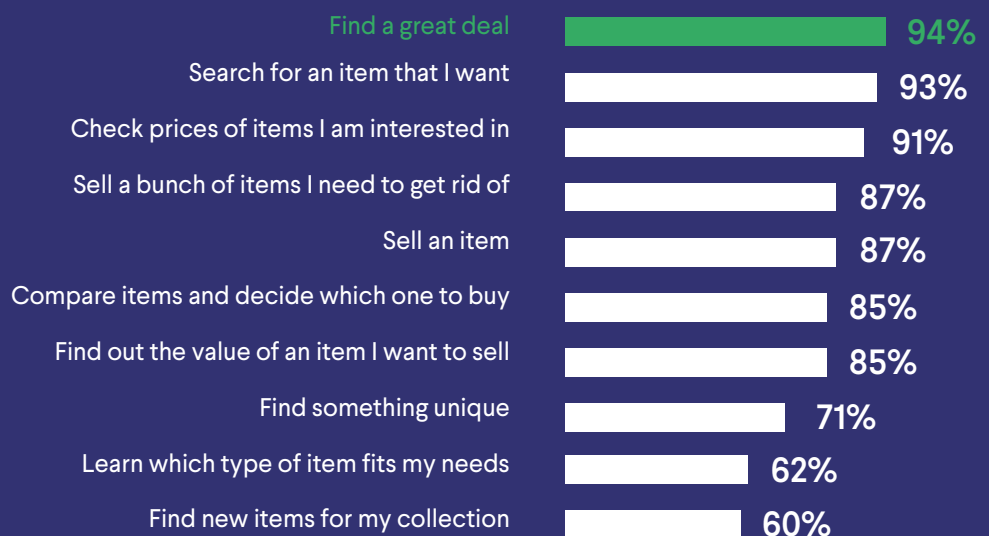 Find a great deal 94%
Search for an item that I want 93%
Check prices of items I am interested in 91%
Sell a bunch of items I need to get rid of 87%
Sell an item 87%
Compare items and decide which one to buy 85%
Find out the value of an item I want to sell 85%
Find something unique 71%
Learn which type of item fits my needs 62%
Find new items for my collection 60%